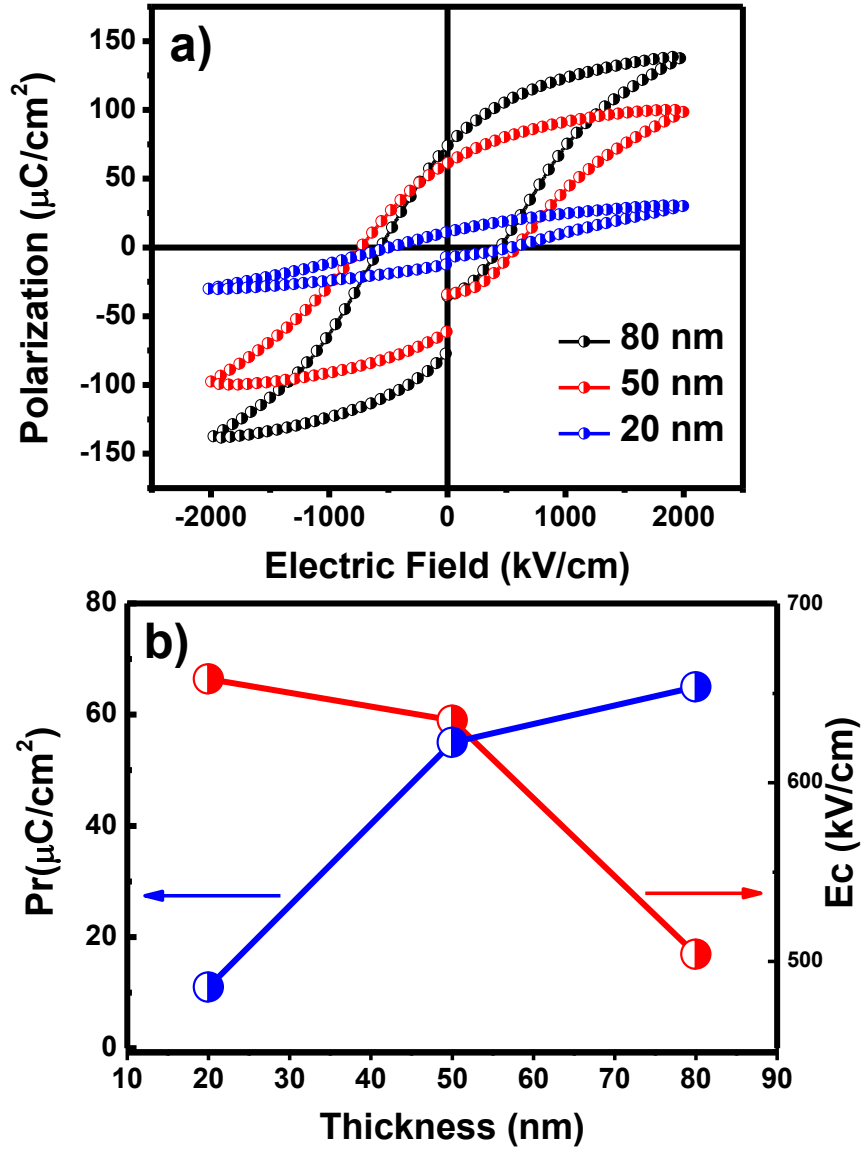 a)
150
100
50
0
-50
-100
-150
Polarization (μC/cm²)
80 nm
50 nm
20 nm
-2000 -1000 0 1000 2000
Electric Field (kV/cm)
b)
80
60
40
20
0
Pr(μC/cm²)
700
600
500
Ec (kV/cm)
10 20 30 40 50 60 70 80 90
Thickness (nm)